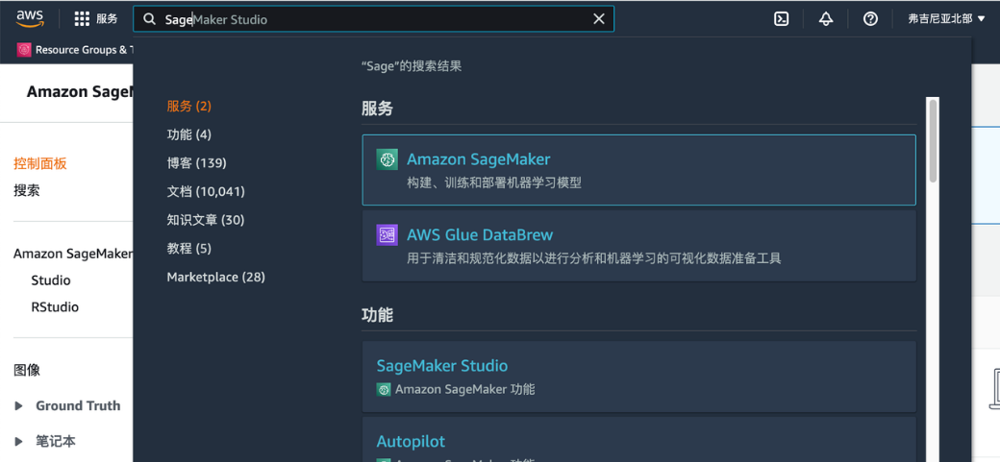 aws
服务
SageMaker Studio
弗吉尼亚北部
Resource Groups & T
"Sage"的搜索结果
Amazon SageM
服务 (2)
功能 (4)
博客 (139)
文档 (10,041)
知识文章 (30)
教程 (5)
Marketplace (28)
服务
Amazon SageMaker
构建、训练和部署机器学习模型
AWS Glue DataBrew
用于清洁和规范化数据以进行分析和机器学习的可视化数据准备工具
功能
SageMaker Studio
Amazon SageMaker 功能
Autopilot
Amazon SageMaker 功能
控制面板
搜索
Amazon SageMaker
Studio
RStudio
图像
Ground Truth
笔记本